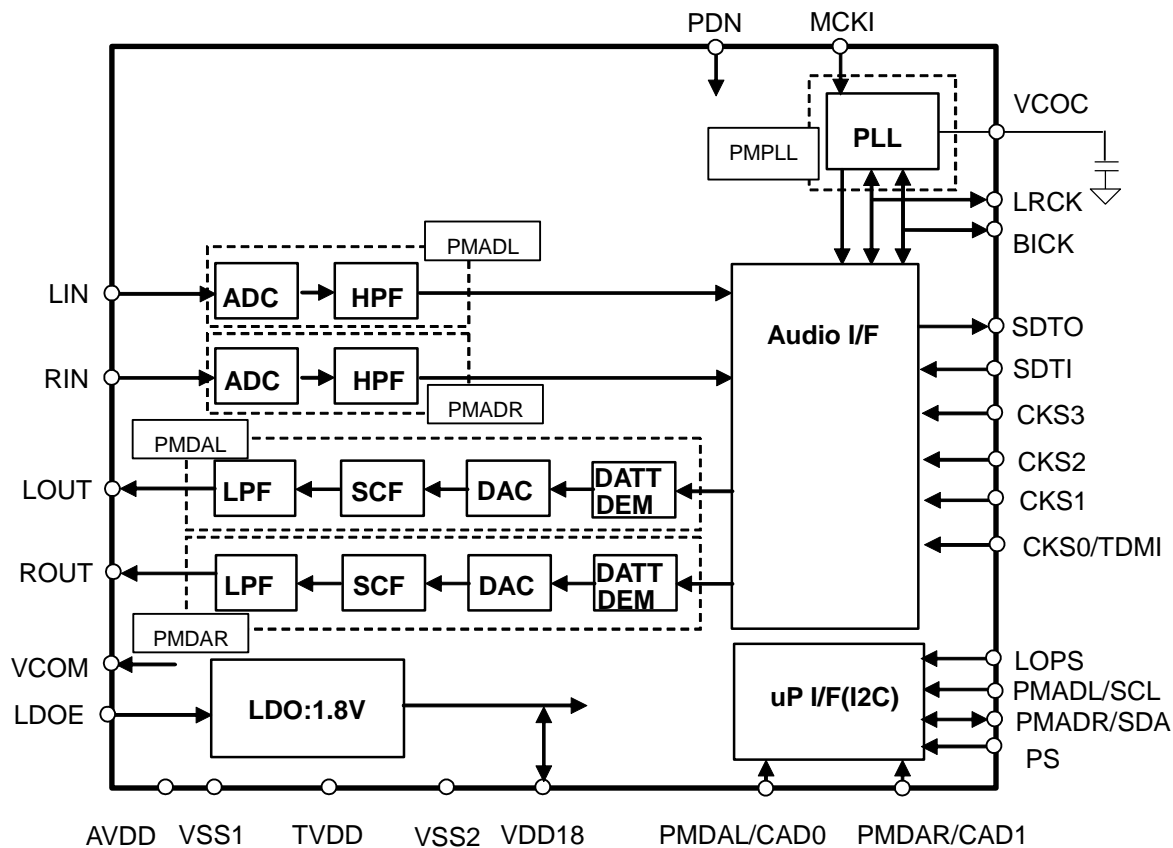 PDN
MCKI
VCOC
PLL
PMPLL
LRCK
BICK
PMADL
LIN
ADC
HPF
Audio I/F
SDTO
RIN
ADC
HPF
SDTI
PMADR
CKS3
PMDAL
CKS2
LOUT
LPF
SCF
DAC
DATT
DEM
CKS1
CKS0/TDMI
ROUT
LPF
SCF
DAC
DATT
DEM
PMDAR
VCOM
LOPS
LDOE
LDO:1.8V
uP I/F(I2C)
PMADL/SCL
PMADR/SDA
PS
AVDD
VSS1
TVDD
VSS2
VDD18
PMDAL/CAD0
PMDAR/CAD1